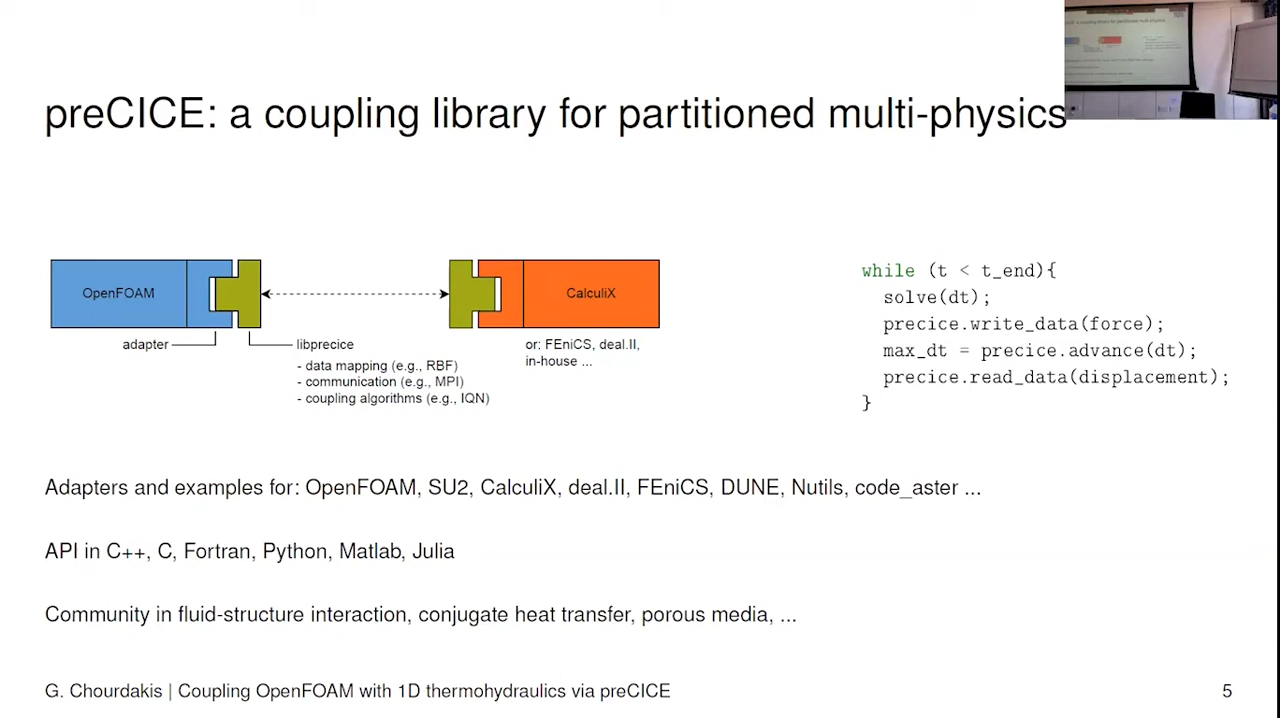 preCICE: a coupling library for partitioned multi-physics
OpenFOAM
CalculiX
adapter
libprecice
- data mapping (e.g., RBF)
- communication (e.g., MPI)
- coupling algorithms (e.g., IQN)
or: FEniCS, deal.II,
in-house ...
while (t < t_end){
solve(dt);
precice.write_data(force);
max_dt = precice.advance(dt);
precice.read_data(displacement);
}
Adapters and examples for: OpenFOAM, SU2, CalculiX, deal.II, FEniCS, DUNE, Nutils, code_aster ...
API in C++, C, Fortran, Python, Matlab, Julia
Community in fluid-structure interaction, conjugate heat transfer, porous media, ...
G. Chourdakis | Coupling OpenFOAM with 1D thermohydraulics via preCICE
5